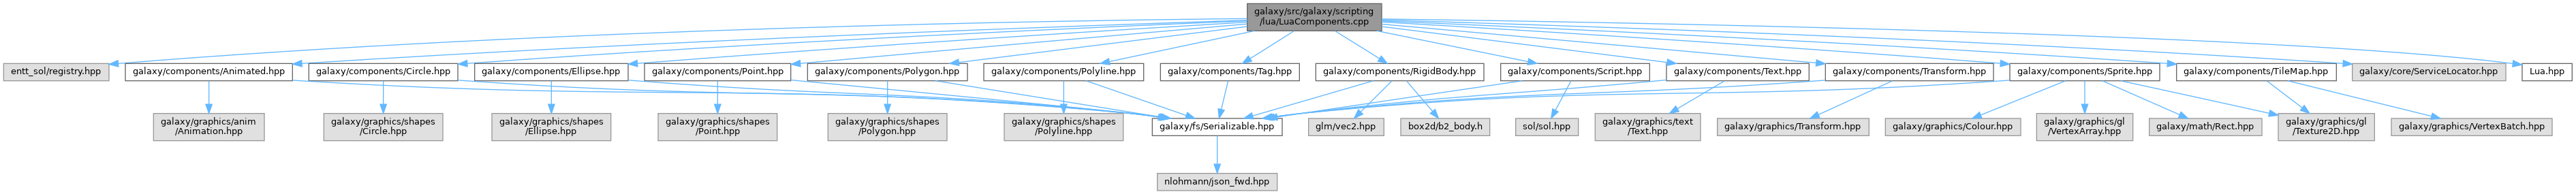 galaxy/src/galaxy/scripting
/lua/LuaComponents.cpp
entt_sol/registry.hpp
galaxy/components/Animated.hpp
galaxy/components/Circle.hpp
galaxy/components/Ellipse.hpp
galaxy/components/Point.hpp
galaxy/components/Polygon.hpp
galaxy/components/Polyline.hpp
galaxy/components/Tag.hpp
galaxy/components/RigidBody.hpp
galaxy/components/Script.hpp
galaxy/components/Text.hpp
galaxy/components/Transform.hpp
galaxy/components/Sprite.hpp
galaxy/components/TileMap.hpp
galaxy/core/ServiceLocator.hpp
Lua.hpp
galaxy/graphics/anim
/Animation.hpp
galaxy/graphics/shapes
/Circle.hpp
galaxy/graphics/shapes
/Ellipse.hpp
galaxy/graphics/shapes
/Point.hpp
galaxy/graphics/shapes
/Polygon.hpp
galaxy/graphics/shapes
/Polyline.hpp
galaxy/fs/Serializable.hpp
glm/vec2.hpp
box2d/b2_body.h
sol/sol.hpp
galaxy/graphics/text
/Text.hpp
galaxy/graphics/Transform.hpp
galaxy/graphics/Colour.hpp
galaxy/graphics/gl
/VertexArray.hpp
galaxy/math/Rect.hpp
galaxy/graphics/gl
/Texture2D.hpp
galaxy/graphics/VertexBatch.hpp
nlohmann/json_fwd.hpp